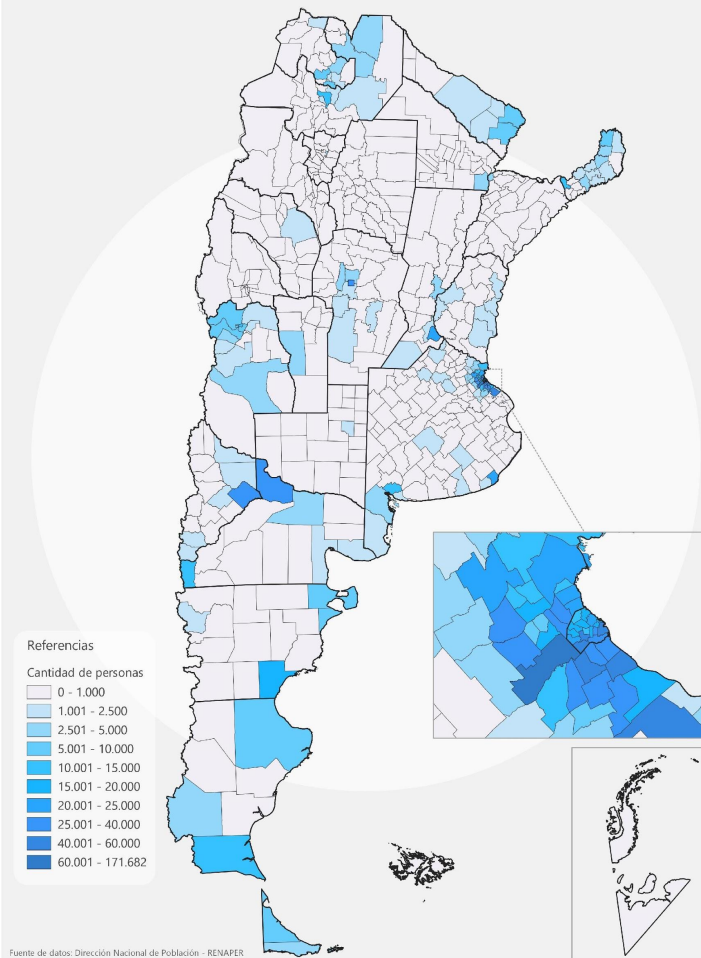 Referencias
Cantidad de personas
0 - 1.000
1.001 - 2.500
2.501 - 5.000
5.001 - 10.000
10.001 - 15.000
15.001 - 20.000
20.001 - 25.000
25.001 - 40.000
40.001 - 60.000
60.001 - 171.682
Fuente de datos: Dirección Nacional de Población - RENAPER